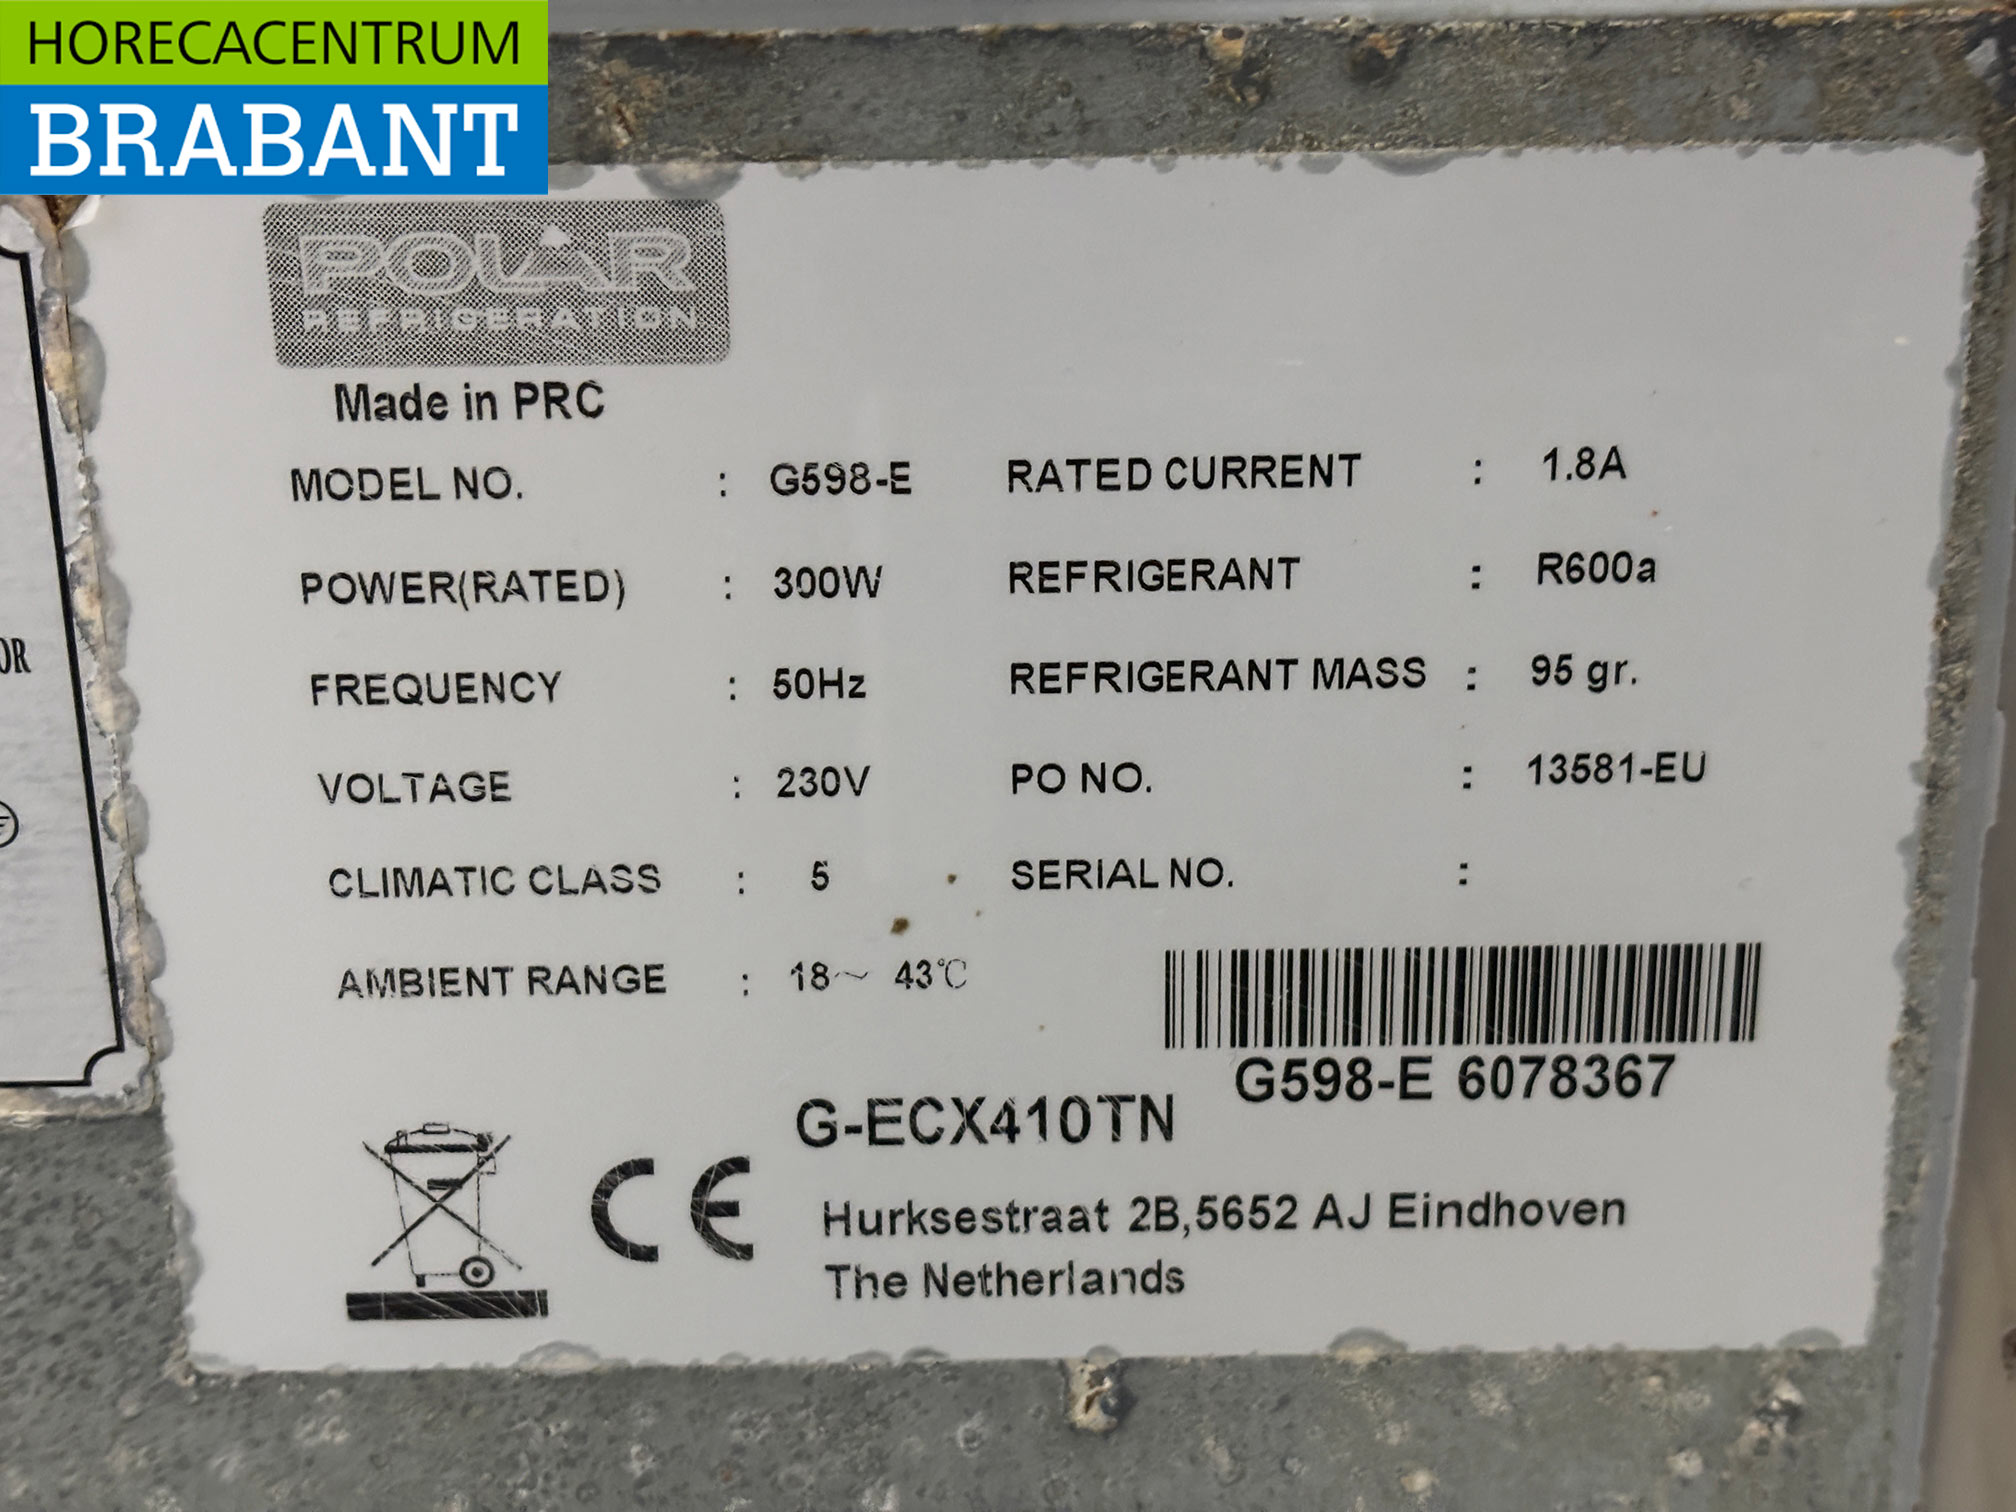 HORECACENTRUM
BRABANT
POLAR
REFRIGERATION
Made in PRC
MODEL NO. : G598-E RATED CURRENT : 1.8A
POWER(RATED) : 300W REFRIGERANT : R600a
FREQUENCY : 50Hz REFRIGERANT MASS : 95 gr.
VOLTAGE : 230V PO NO. : 13581-EU
CLIMATIC CLASS : 5 SERIAL NO. :
AMBIENT RANGE : 18～ 43℃
G598-E 6078367
G-ECX410TN
CE
Hurksestraat 2B,5652 AJ Eindhoven
The Netherlands
OR